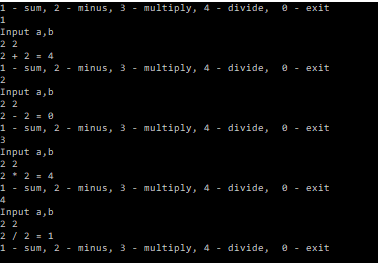 1 - sum, 2 - minus, 3 - multiply, 4 - divide,  0 - exit
1
Input a,b
2 2
2 + 2 = 4
1 - sum, 2 - minus, 3 - multiply, 4 - divide,  0 - exit
2
Input a,b
2 2
2 - 2 = 0
1 - sum, 2 - minus, 3 - multiply, 4 - divide,  0 - exit
3
Input a,b
2 2
2 * 2 = 4
1 - sum, 2 - minus, 3 - multiply, 4 - divide,  0 - exit
4
Input a,b
2 2
2 / 2 = 1
1 - sum, 2 - minus, 3 - multiply, 4 - divide,  0 - exit